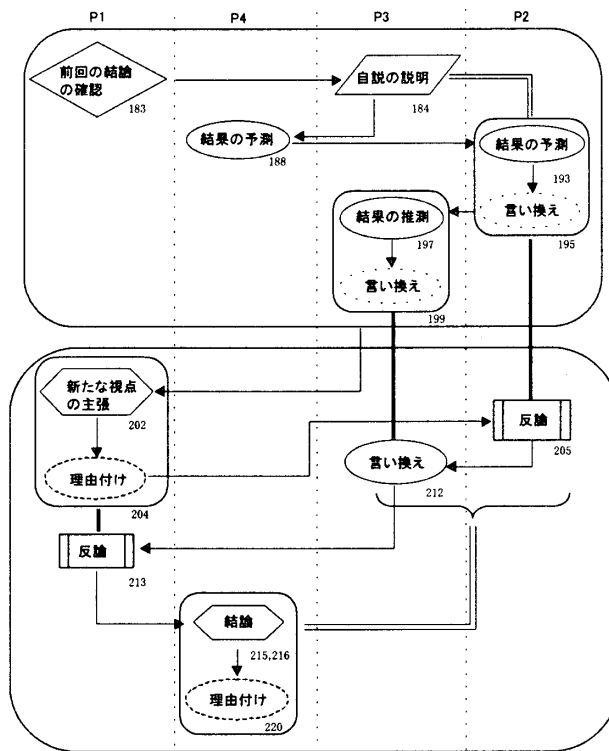 P1 P4 P3 P2
前回の結論
の確認
183
自説の説明
184
結果の予測
188
結果の予測
193
言い換え
195
結果の推測
197
言い換え
199
新たな視点
の主張
202
理由付け
204
反論
205
言い換え
212
反論
213
結論
215,216
理由付け
220